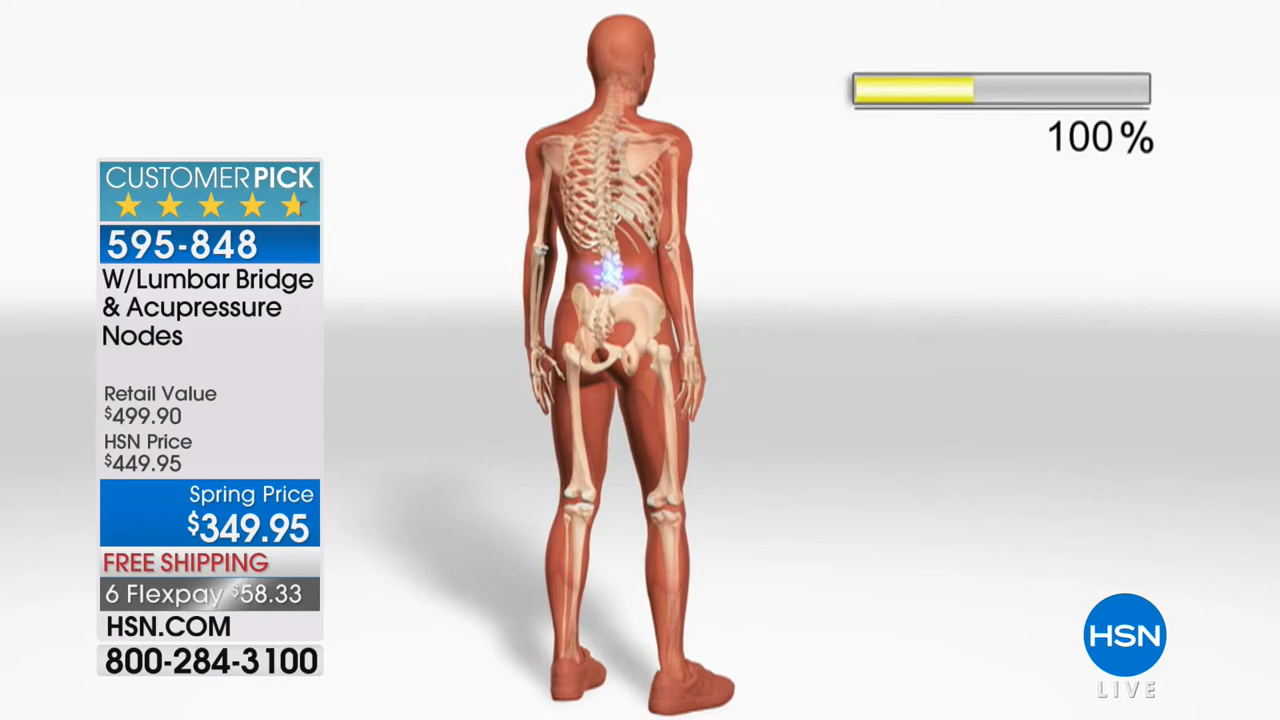 CUSTOMERPICK
595-848
W/Lumbar Bridge
& Acupressure
Nodes
Retail Value
$499.90
HSN Price
$449.95
Spring Price
$349.95
FREE SHIPPING
6 Flexpay $58.33
HSN.COM
800-284-3100
100%
HSN
LIVE